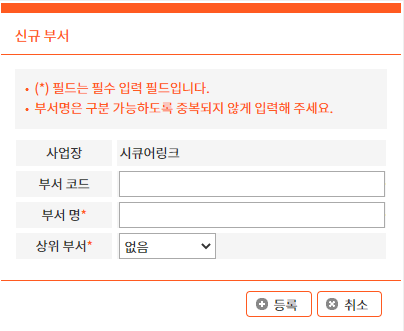 신규 부서
• (*) 필드는 필수 입력 필드입니다.
• 부서명은 구분 가능하도록 중복되지 않게 입력해 주세요.
사업장 시큐어링크
부서 코드
부서 명*
상위 부서* 없음
등록 취소